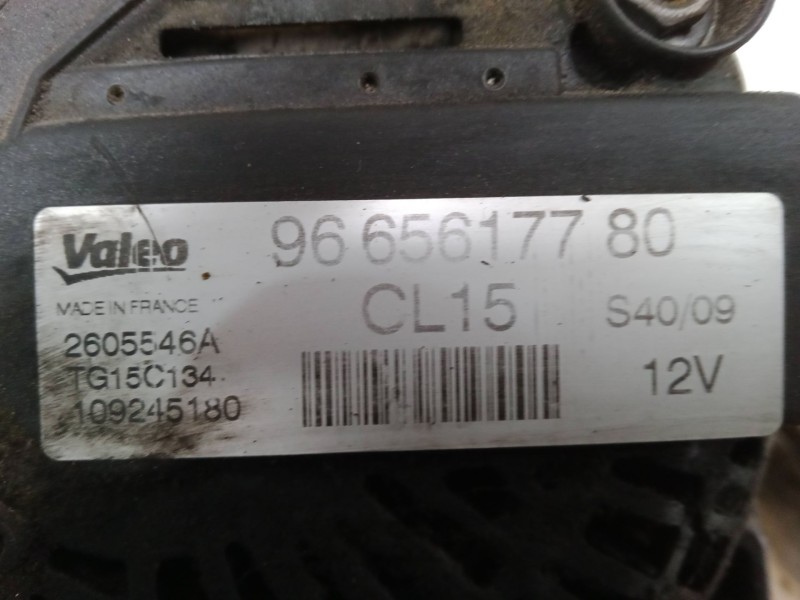 Valeo 96 656177 80
MADE IN FRANCE CL15 S40/09
2605546A
TG15C134 12V
109245180